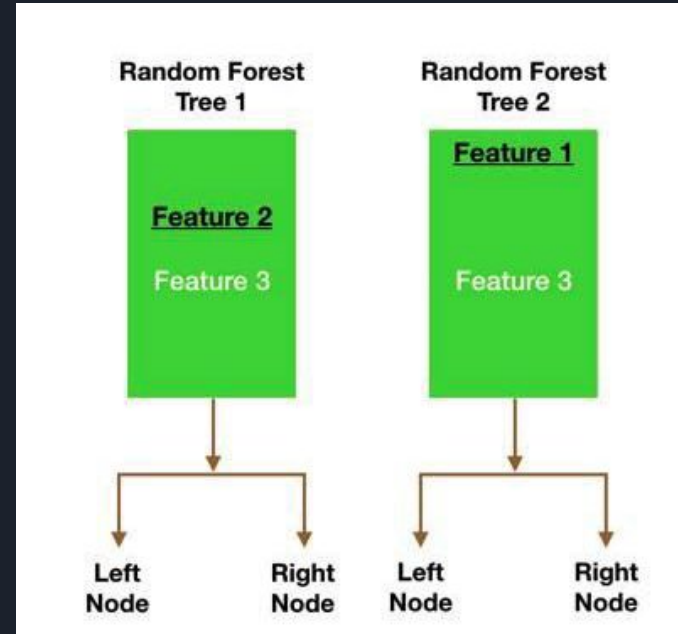 Random Forest
Tree 1
Feature 2
Feature 3
Left
Node
Right
Node
Random Forest
Tree 2
Feature 1
Feature 3
Left
Node
Right
Node